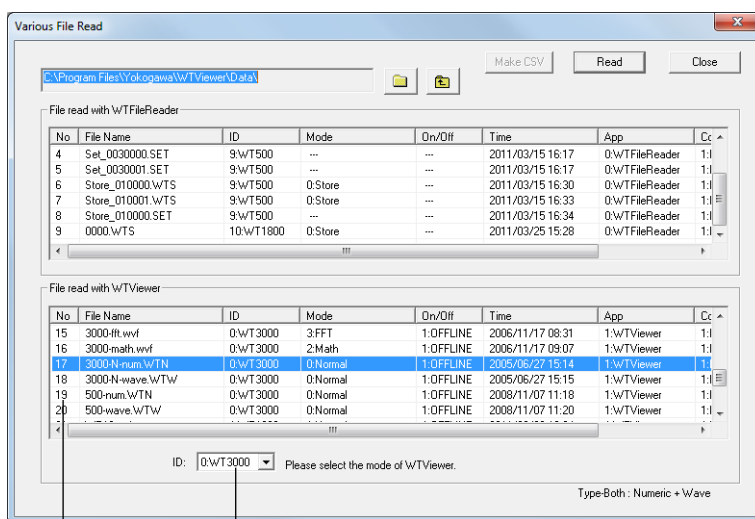 Various File Read
Make CSV Read Close
C:\Program Files\Yokogawa\WTViewer\Data\
File read with WTFileReader
No File Name ID Mode On/Off Time App
4 Set_0030000.SET 9:WT500 --- --- 2011/03/15 16:17 0:WTFileReader
5 Set_0030001.SET 9:WT500 --- --- 2011/03/15 16:17 0:WTFileReader
6 Store_010000.WTS 9:WT500 0:Store --- 2011/03/15 16:30 0:WTFileReader
7 Store_010001.WTS 9:WT500 0:Store --- 2011/03/15 16:33 0:WTFileReader
8 Store_010000.SET 9:WT500 --- --- 2011/03/15 16:34 0:WTFileReader
9 0000.WTS 10:WT1800 0:Store --- 2011/03/25 15:28 0:WTFileReader
File read with WTViewer
No File Name ID Mode On/Off Time App
15 3000-fft.wvf 0:WT3000 3:FFT 1:OFFLINE 2006/11/17 08:31 1:WTViewer
16 3000-math.wvf 0:WT3000 2:Math 1:OFFLINE 2006/11/17 09:07 1:WTViewer
17 3000-N-num.WTN 0:WT3000 0:Normal 1:OFFLINE 2005/06/27 15:14 1:WTViewer
18 3000-N-wave.WTW 0:WT3000 0:Normal 1:OFFLINE 2005/06/27 15:15 1:WTViewer
19 500-num.WTN 0:WT3000 0:Normal 1:OFFLINE 2008/11/07 11:18 1:WTViewer
20 500-wave.WTW 0:WT3000 0:Normal 1:OFFLINE 2008/11/07 11:20 1:WTViewer
ID: 0:WT3000 Please select the mode of WTViewer.
Type-Both : Numeric + Wave